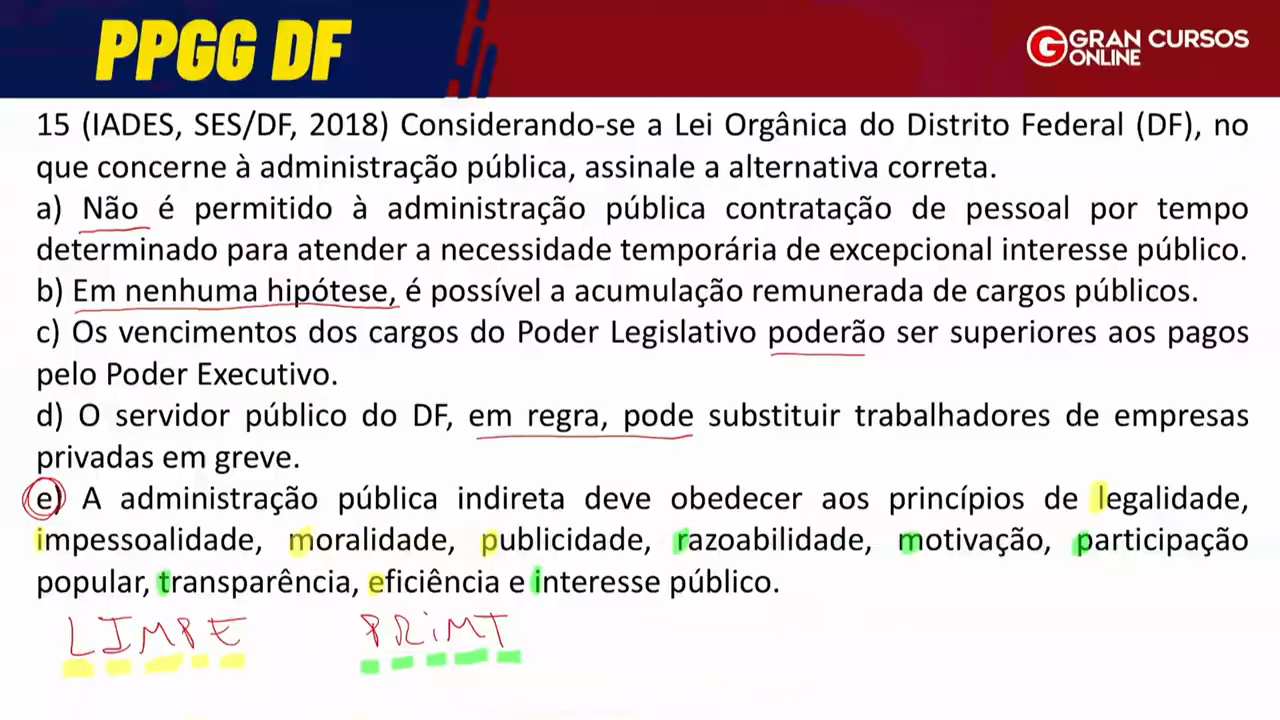 PPGG DF
GRAN CURSOS
ONLINE
15 (IADES, SES/DF, 2018) Considerando-se a Lei Orgânica do Distrito Federal (DF), no
que concerne à administração pública, assinale a alternativa correta.
a) Não é permitido à administração pública contratação de pessoal por tempo
determinado para atender a necessidade temporária de excepcional interesse público.
b) Em nenhuma hipótese, é possível a acumulação remunerada de cargos públicos.
c) Os vencimentos dos cargos do Poder Legislativo poderão ser superiores aos pagos
pelo Poder Executivo.
d) O servidor público do DF, em regra, pode substituir trabalhadores de empresas
privadas em greve.
e) A administração pública indireta deve obedecer aos princípios de legalidade,
impessoalidade, moralidade, publicidade, razoabilidade, motivação, participação
popular, transparência, eficiência e interesse público.
LIMPE PRiMT